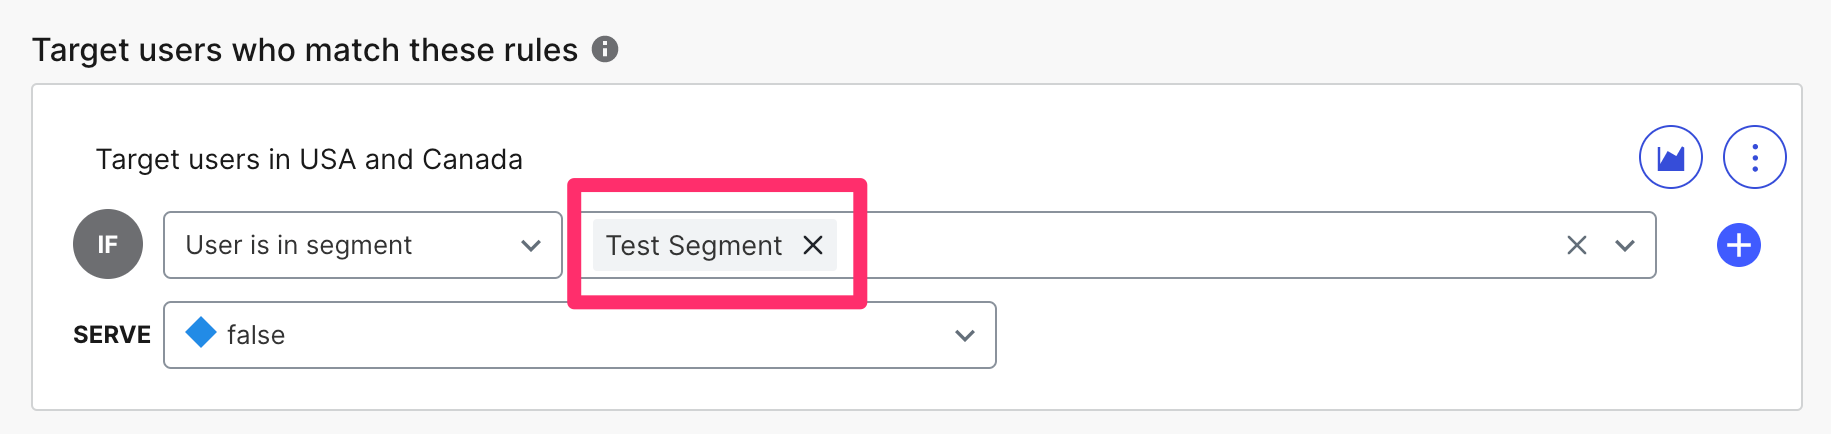 Target users who match these rules
Target users in USA and Canada
IF User is in segment Test Segment
SERVE false